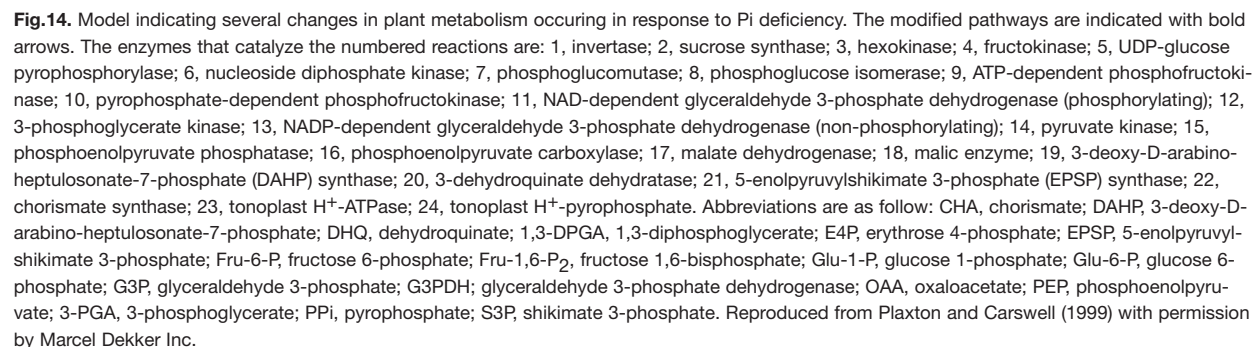 Fig.14. Model indicating several changes in plant metabolism occuring in response to Pi deficiency. The modified pathways are indicated with bold
arrows. The enzymes that catalyze the numbered reactions are: 1, invertase; 2, sucrose synthase; 3, hexokinase; 4, fructokinase; 5, UDP-glucose
pyrophosphorylase; 6, nucleoside diphosphate kinase; 7, phosphoglucomutase; 8, phosphoglucose isomerase; 9, ATP-dependent phosphofructoki-
nase; 10, pyrophosphate-dependent phosphofructokinase; 11, NAD-dependent glyceraldehyde 3-phosphate dehydrogenase (phosphorylating); 12,
3-phosphoglycerate kinase; 13, NADP-dependent glyceraldehyde 3-phosphate dehydrogenase (non-phosphorylating); 14, pyruvate kinase; 15,
phosphoenolpyruvate phosphatase; 16, phosphoenolpyruvate carboxylase; 17, malate dehydrogenase; 18, malic enzyme; 19, 3-deoxy-D-arabino-
heptulosonate-7-phosphate (DAHP) synthase; 20, 3-dehydroquinate dehydratase; 21, 5-enolpyruvylshikimate 3-phosphate (EPSP) synthase; 22,
chorismate synthase; 23, tonoplast H+-ATPase; 24, tonoplast H+-pyrophosphate. Abbreviations are as follow: CHA, chorismate; DAHP, 3-deoxy-D-
arabino-heptulosonate-7-phosphate; DHQ, dehydroquinate; 1,3-DPGA, 1,3-diphosphoglycerate; E4P, erythrose 4-phosphate; EPSP, 5-enolpyruvyl-
shikimate 3-phosphate; Fru-6-P, fructose 6-phosphate; Fru-1,6-P2, fructose 1,6-bisphosphate; Glu-1-P, glucose 1-phosphate; Glu-6-P, glucose 6-
phosphate; G3P, glyceraldehyde 3-phosphate; G3PDH; glyceraldehyde 3-phosphate dehydrogenase; OAA, oxaloacetate; PEP, phosphoenolpyru-
vate; 3-PGA, 3-phosphoglycerate; PPi, pyrophosphate; S3P, shikimate 3-phosphate. Reproduced from Plaxton and Carswell (1999) with permission
by Marcel Dekker Inc.